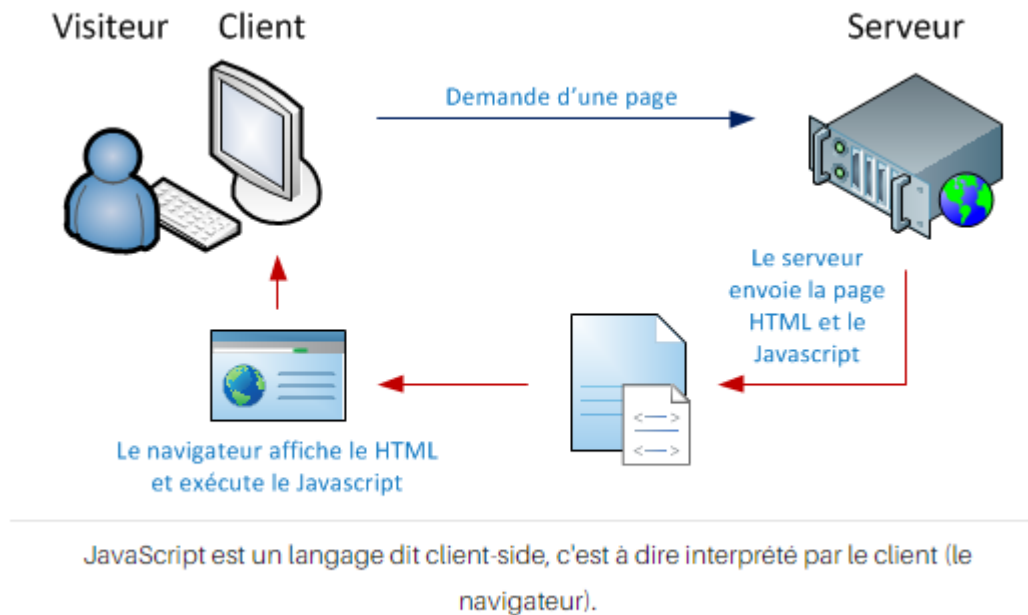 Visiteur Client
Serveur
Demande d'une page
Le serveur
envoie la page
HTML et le
Javascript
Le navigateur affiche le HTML
et exécute le Javascript
JavaScript est un langage dit client-side, c'est à dire interprété par le client (le
navigateur).